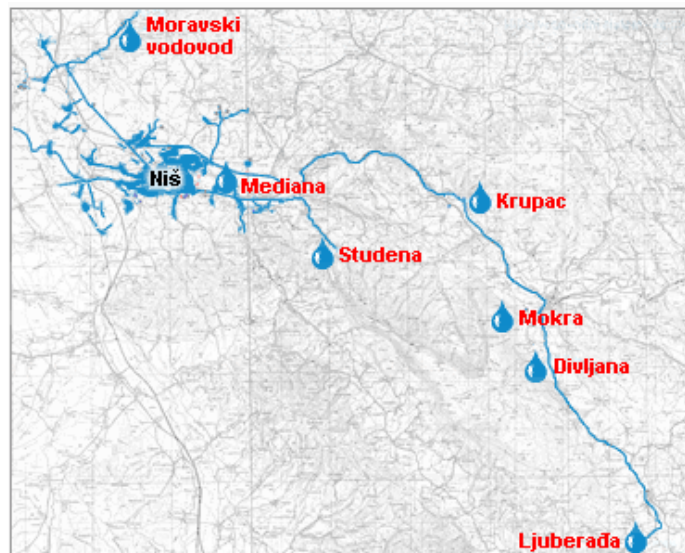 Moravski
vodovod
Niš
Mediana
Krupac
Studena
Mokra
Divljana
Ljuberađa